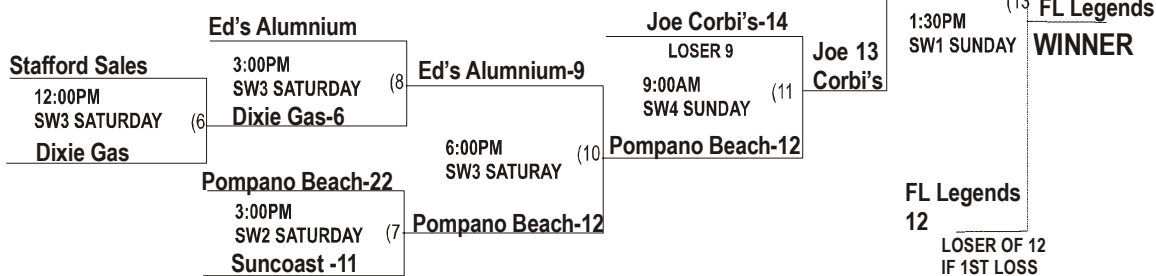 Stafford Sales
12:00PM
SW3 SATURDAY
(6
Dixie Gas
Ed's Alumnium
3:00PM
SW3 SATURDAY
(8
Dixie Gas-6
Pompano Beach-22
3:00PM
SW2 SATURDAY
(7
Suncoast -11
Ed's Alumnium-9
6:00PM
SW3 SATURAY
(10
Pompano Beach-12
Joe Corbi's-14
LOSER 9
9:00AM
SW4 SUNDAY
(11
Pompano Beach-12
Joe 13
Corbi's
1:30PM
SW1 SUNDAY
(13
FL Legends
WINNER
FL Legends
12
LOSER OF 12
IF 1ST LOSS